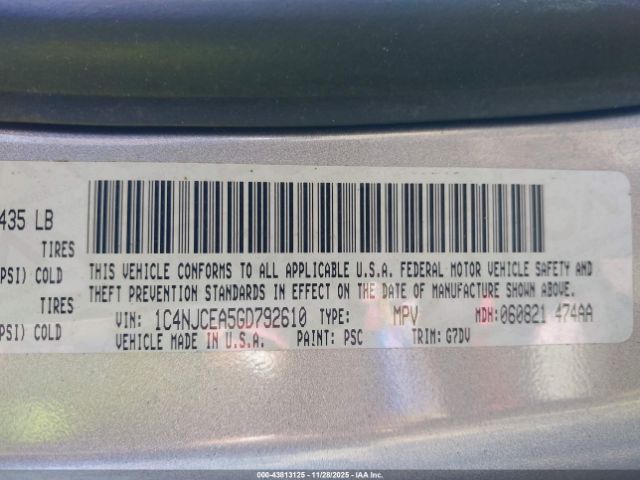 435 LB
TIRES
PSI) COLD
THIS VEHICLE CONFORMS TO ALL APPLICABLE U.S.A. FEDERAL MOTOR VEHICLE SAFETY AND
TIRES
THEFT PREVENTION STANDARDS IN EFFECT ON THE DATE OF MANUFACTURE SHOWN ABOVE.
VIN: 1C4NJCEA5GD792610 TYPE: MPV MDH: 060821 474AA
PSI) COLD
VEHICLE MADE IN U.S.A. PAINT: PSC TRIM: G7DV
000-43813125 - 11/28/2025 - IAAI.COM